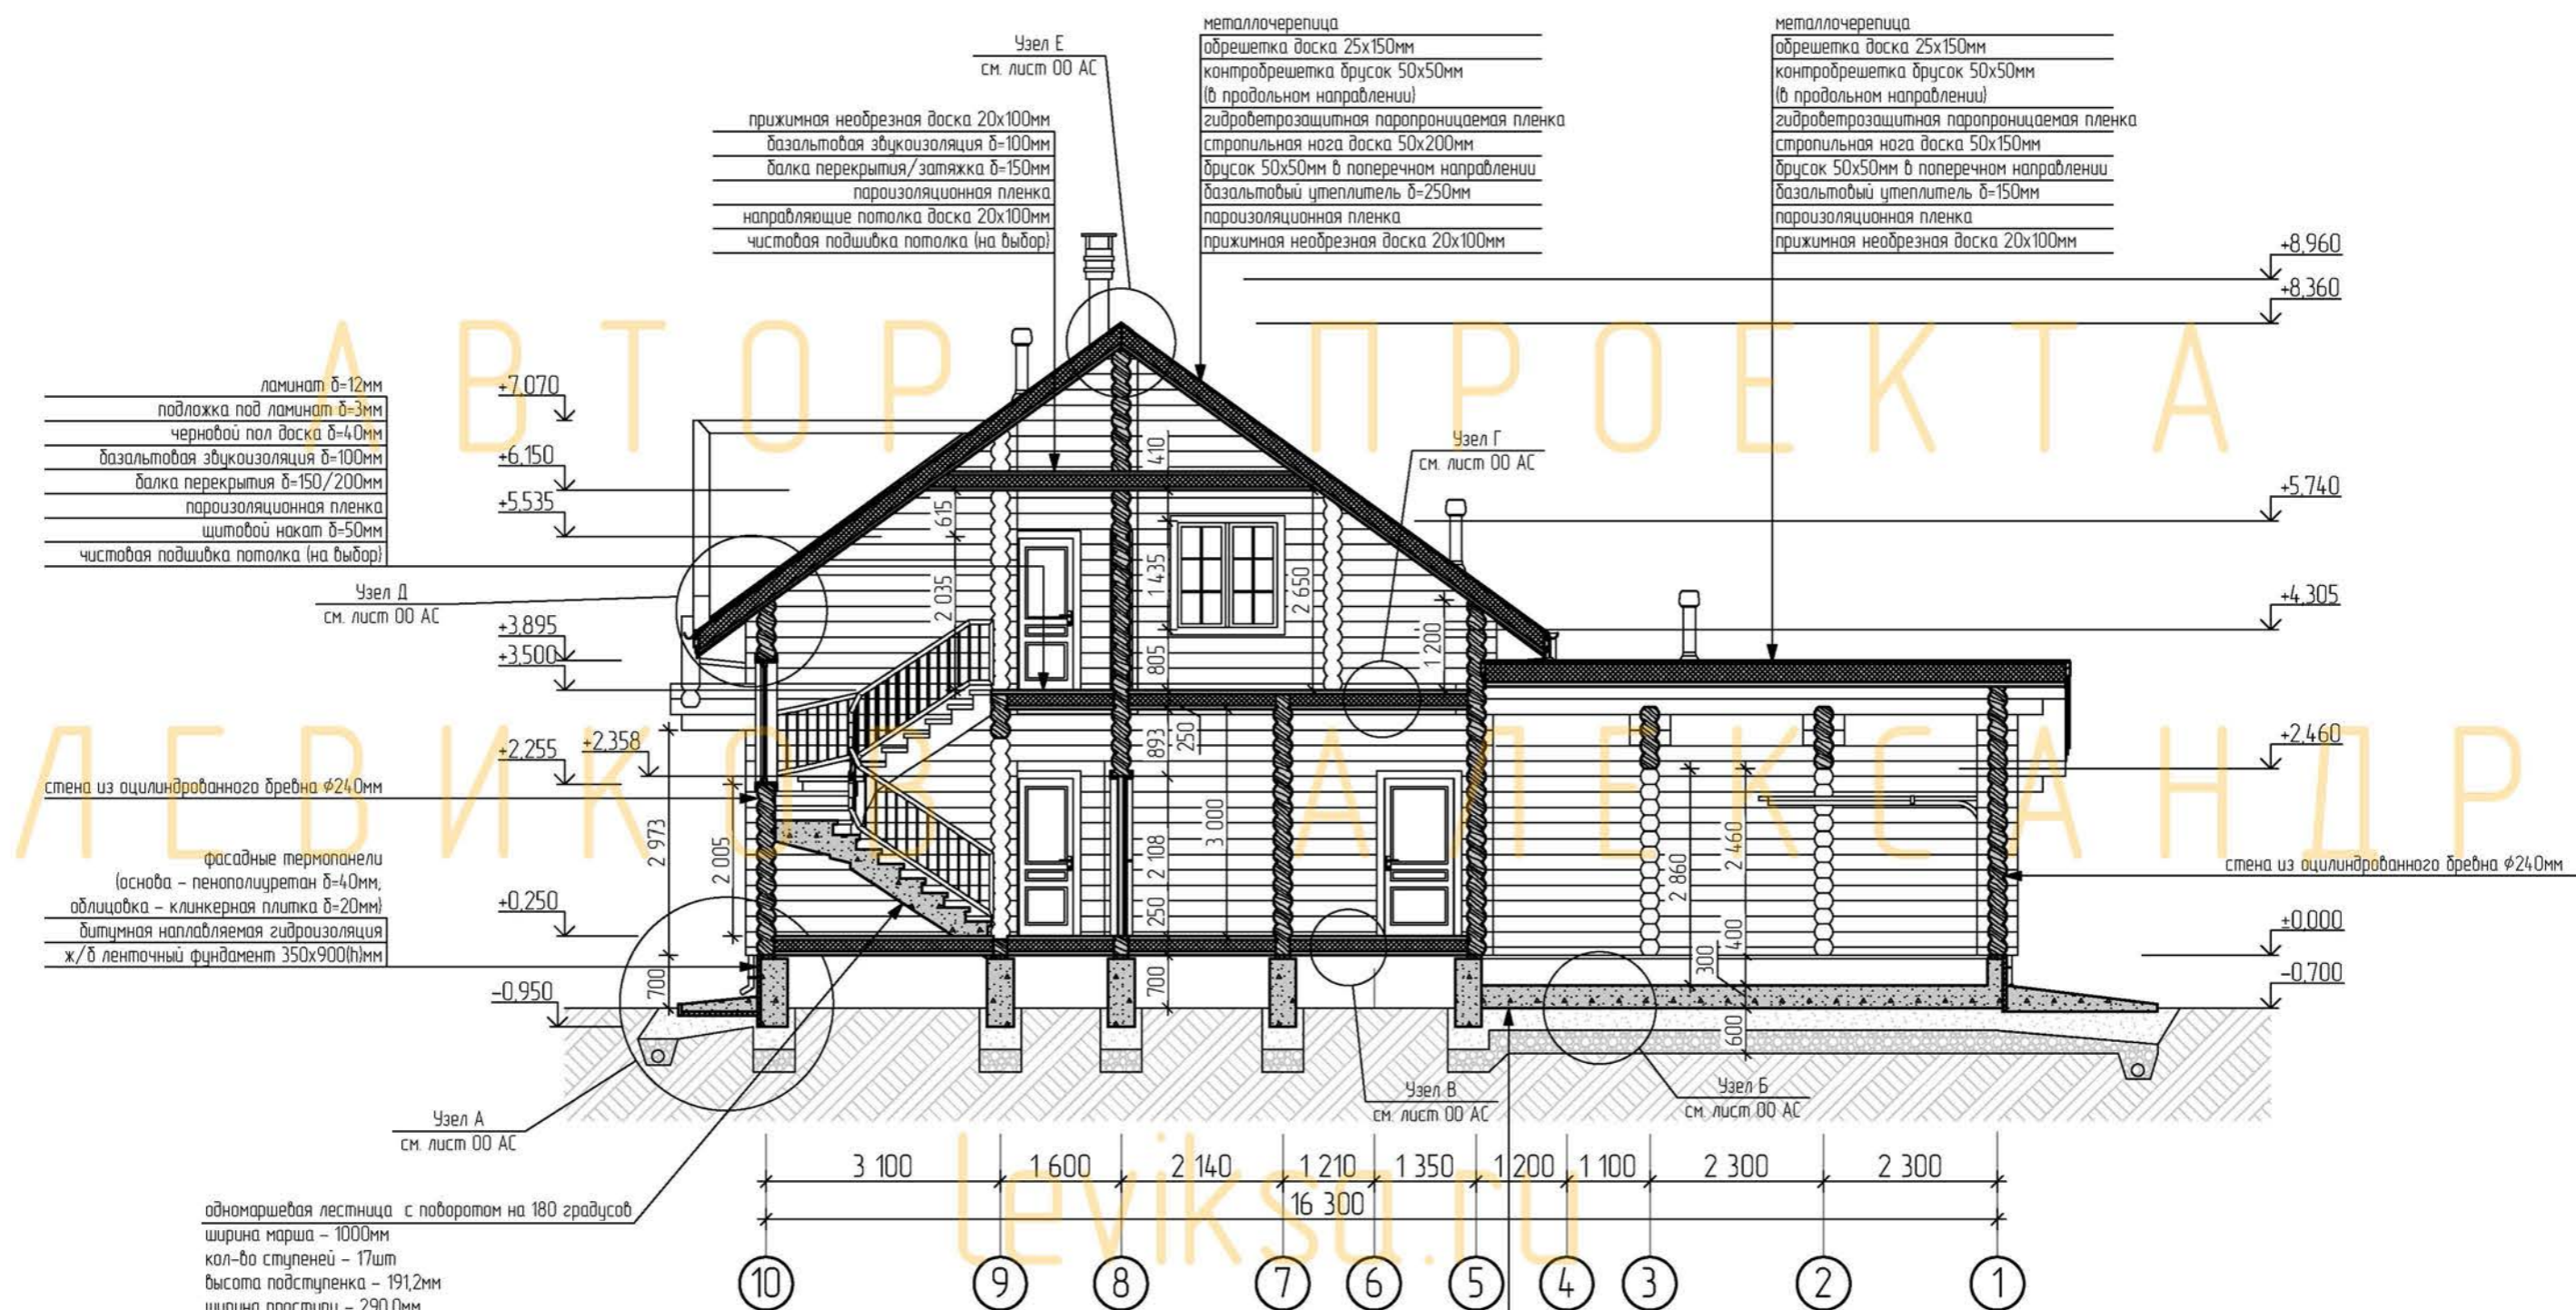 Узел Е
см. лист 00 АС
прижимная необрезная доска 20х100мм
базальтовая звукоизоляция δ=100мм
балка перекрытия/затяжка δ=150мм
пароизоляционная пленка
направляющие потолка доска 20х100мм
чистовая подшивка потолка (на выбор)
металлочерепица
обрешетка доска 25х150мм
контробрешетка брусок 50х50мм
(в продольном направлении)
гидроветрозащитная паропроницаемая пленка
стропильная нога доска 50х200мм
брусок 50х50мм в поперечном направлении
базальтовый утеплитель δ=250мм
пароизоляционная пленка
прижимная необрезная доска 20х100мм
металлочерепица
обрешетка доска 25х150мм
контробрешетка брусок 50х50мм
(в продольном направлении)
гидроветрозащитная паропроницаемая пленка
стропильная нога доска 50х150мм
брусок 50х50мм в поперечном направлении
базальтовый утеплитель δ=150мм
пароизоляционная пленка
прижимная необрезная доска 20х100мм
+8,960
+8,360
+5,740
+4,305
+2,460
±0,000
-0,700
АВТОР ПРОЕКТА
ламинат δ=12мм
подложка под ламинат δ=3мм
черновой пол доска δ=40мм
базальтовая звукоизоляция δ=100мм
балка перекрытия δ=150/200мм
пароизоляционная пленка
щитовой накат δ=50мм
чистовая подшивка потолка (на выбор)
+7,070
+6,150
+5,535
+3,895
+3,500
+2,255
+2,358
+0,250
-0,950
Узел Г
см. лист 00 АС
Узел Д
см. лист 00 АС
410
615
2 035
1 435
805
2 650
1 200
893
250
2 108
250
3 000
700
2 973
2 005
700
2 860
2 460
400
300
600
ЛЕВИКОВ АЛЕКСАНДР
стена из оцилиндрованного бревна ⌀240мм
фасадные термопанели
(основа - пенополиуретан δ=40мм,
облицовка - клинкерная плитка δ=20мм)
битумная наплавляемая гидроизоляция
ж/б ленточный фундамент 350х900(h)мм
стена из оцилиндрованного бревна ⌀240мм
Узел А
см. лист 00 АС
Узел В
см. лист 00 АС
Узел Б
см. лист 00 АС
leviksa.ru
3 100 1 600 2 140 1 210 1 350 1 200 1 100 2 300 2 300
16 300
одномаршевая лестница с поворотом на 180 градусов
ширина марша - 1000мм
кол-во ступеней - 17шт
высота подступенка - 191,2мм
ширина проступи - 290,0мм
10 9 8 7 6 5 4 3 2 1